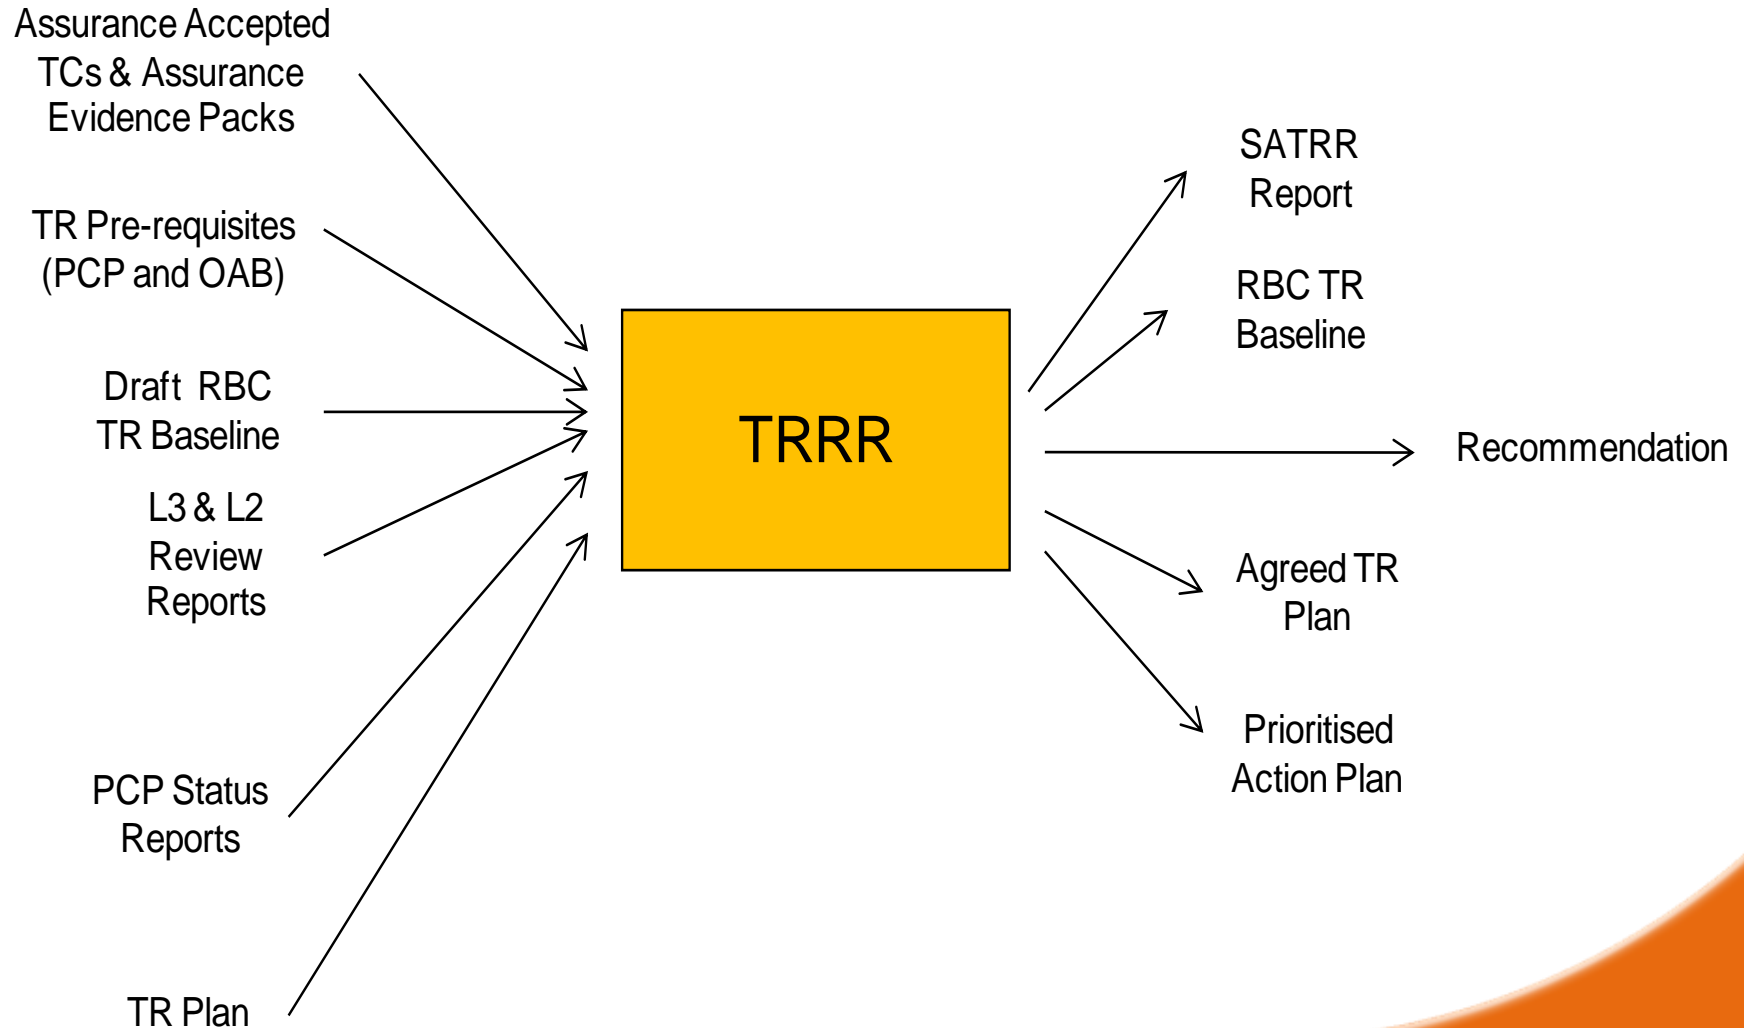 Assurance Accepted
TCs & Assurance
Evidence Packs
TR Pre-requisites
(PCP and OAB)
Draft RBC
TR Baseline
L3 & L2
Review
Reports
PCP Status
Reports
TR Plan
TRRR
SATRR
Report
RBC TR
Baseline
Recommendation
Agreed TR
Plan
Prioritised
Action Plan